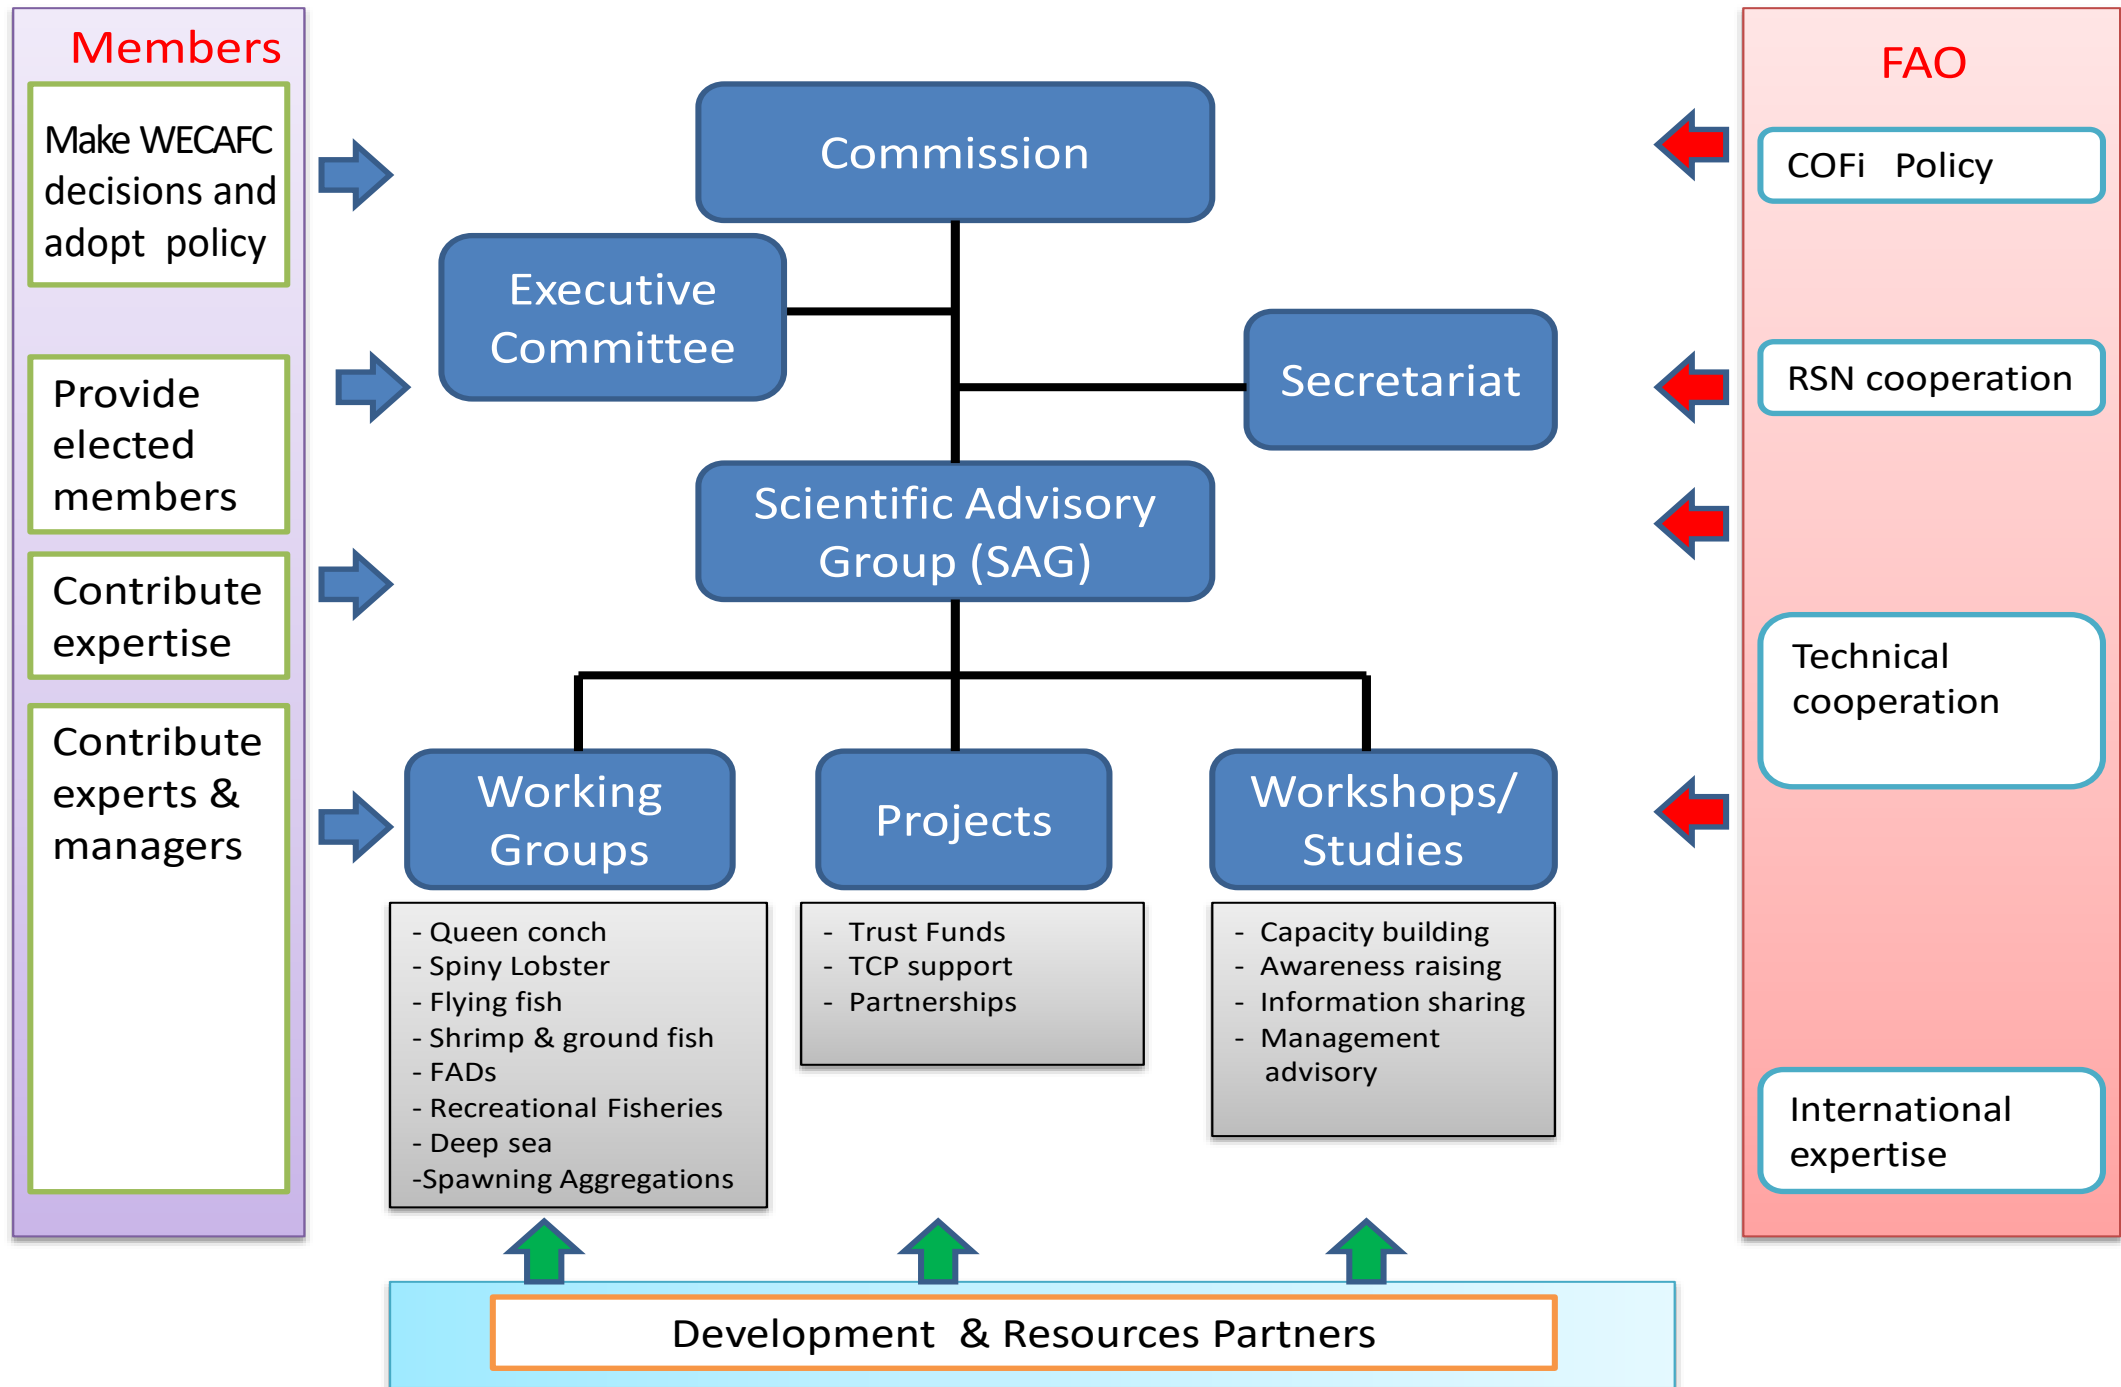 Members
Make WECAFC
decisions and
adopt policy
Provide
elected
members
Contribute
expertise
Contribute
experts &
managers
Commission
Executive
Committee
Secretariat
Scientific Advisory
Group (SAG)
Working
Groups
- Queen conch
- Spiny Lobster
- Flying fish
- Shrimp & ground fish
- FADs
- Recreational Fisheries
- Deep sea
-Spawning Aggregations
Projects
- Trust Funds
- TCP support
- Partnerships
Workshops/
Studies
- Capacity building
- Awareness raising
- Information sharing
- Management
advisory
FAO
COFi Policy
RSN cooperation
Technical
cooperation
International
expertise
Development & Resources Partners